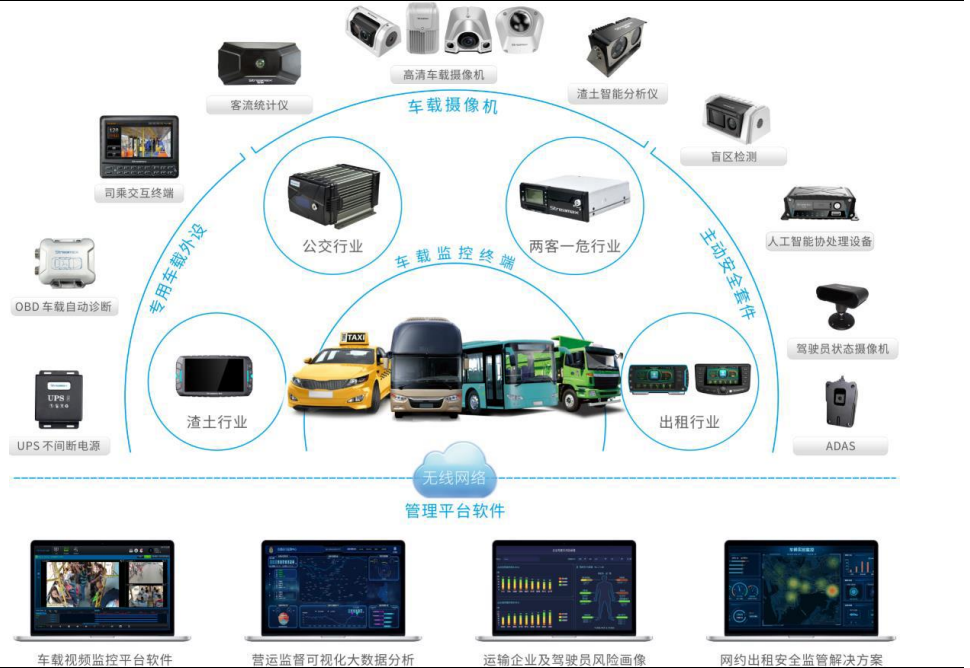 高清车载摄像机
客流统计仪
渣土智能分析仪
车载摄像机
司乘交互终端
盲区检测
专用车载外设
主动安全套件
公交行业
两客一危行业
人工智能协处理设备
车载监控终端
OBD 车载自动诊断
TAXI
驾驶员状态摄像机
UPS
渣土行业
出租行业
UPS 不间断电源
ADAS
无线网络
管理平台软件
车载视频监控平台软件
营运监督可视化大数据分析
运输企业及驾驶员风险画像
网约出租安全监管解决方案